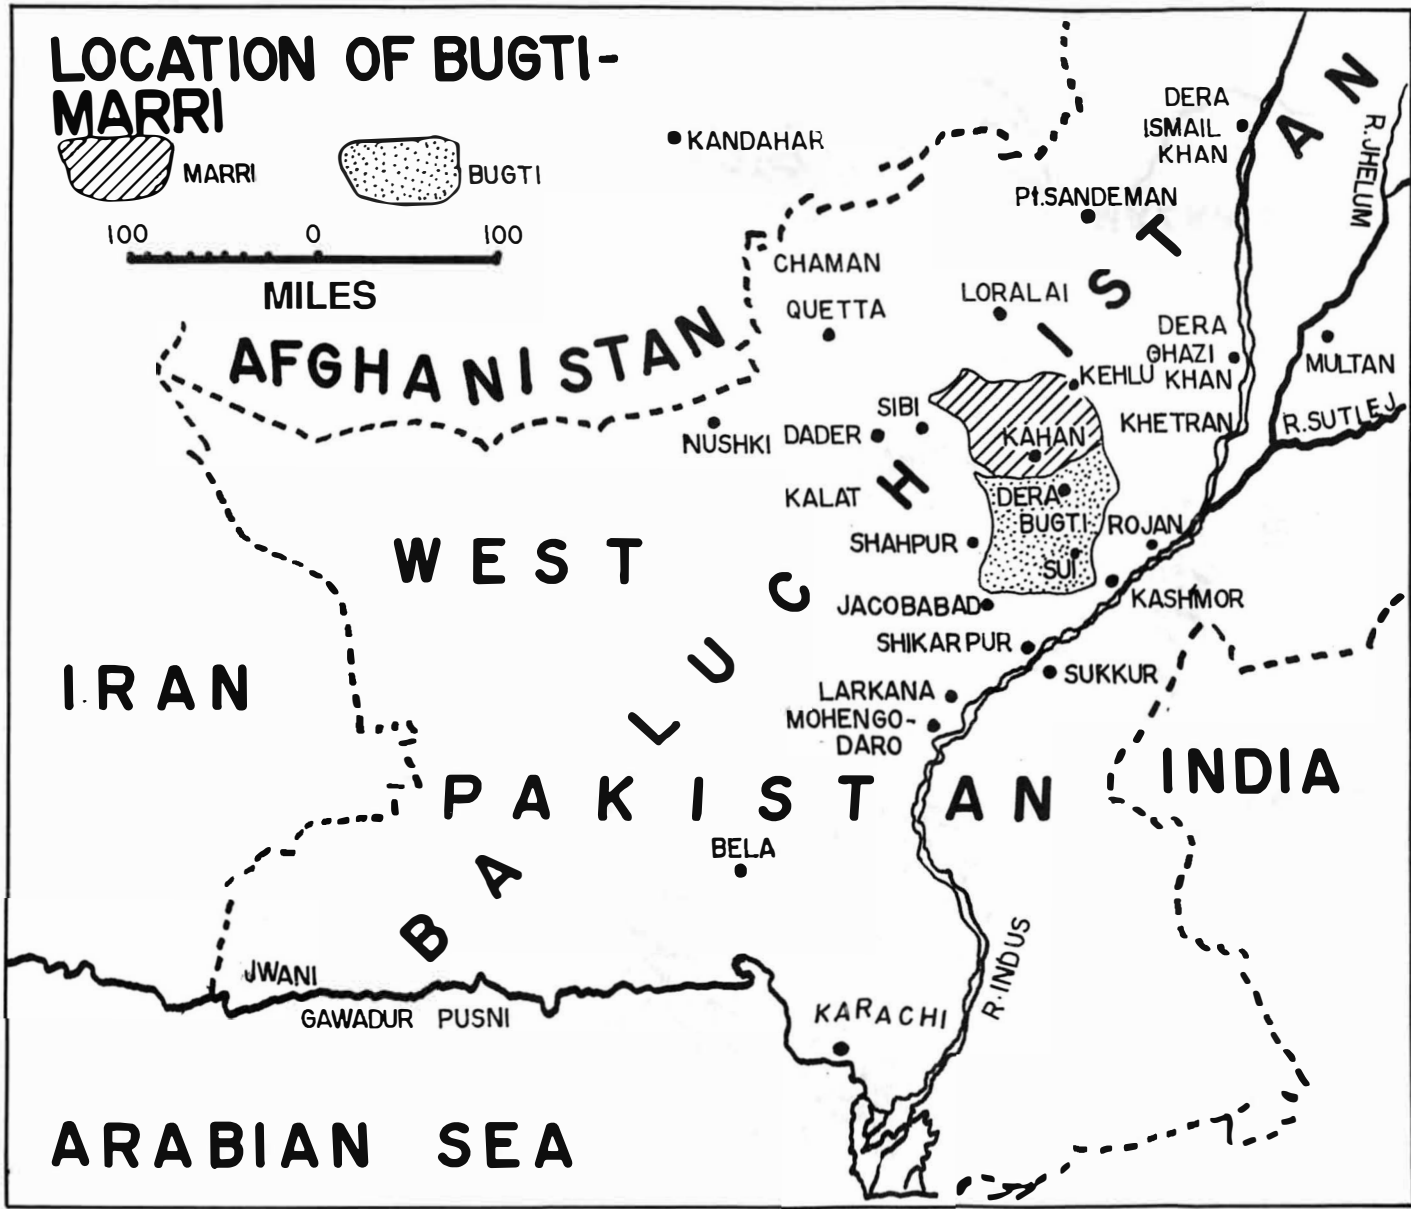 LOCATION OF BUGTI-
MARRI
MARRI
BUGTI
100 0 100
MILES
KANDAHAR
DERA
ISMAIL
KHAN
R.JHELUM
Pt.SANDEMAN
CHAMAN
QUETTA
LORALAI
DERA
GHAZI
KHAN
MULTAN
AFGHANISTAN
KEHLU
SIBI
KHETRAN
R.SUTLEJ
NUSHKI
DADER
KAHAN
KALAT
DERA
BUGTI
ROJAN
SHAHPUR
SUI
WEST
JACOBABAD
KASHMOR
SHIKARPUR
SUKKUR
IRAN
LARKANA
MOHENGO-
DARO
INDIA
PAKISTAN
BALUCHISTAN
BELA
R.INDUS
JWANI
GAWADUR
PUSNI
KARACHI
ARABIAN SEA